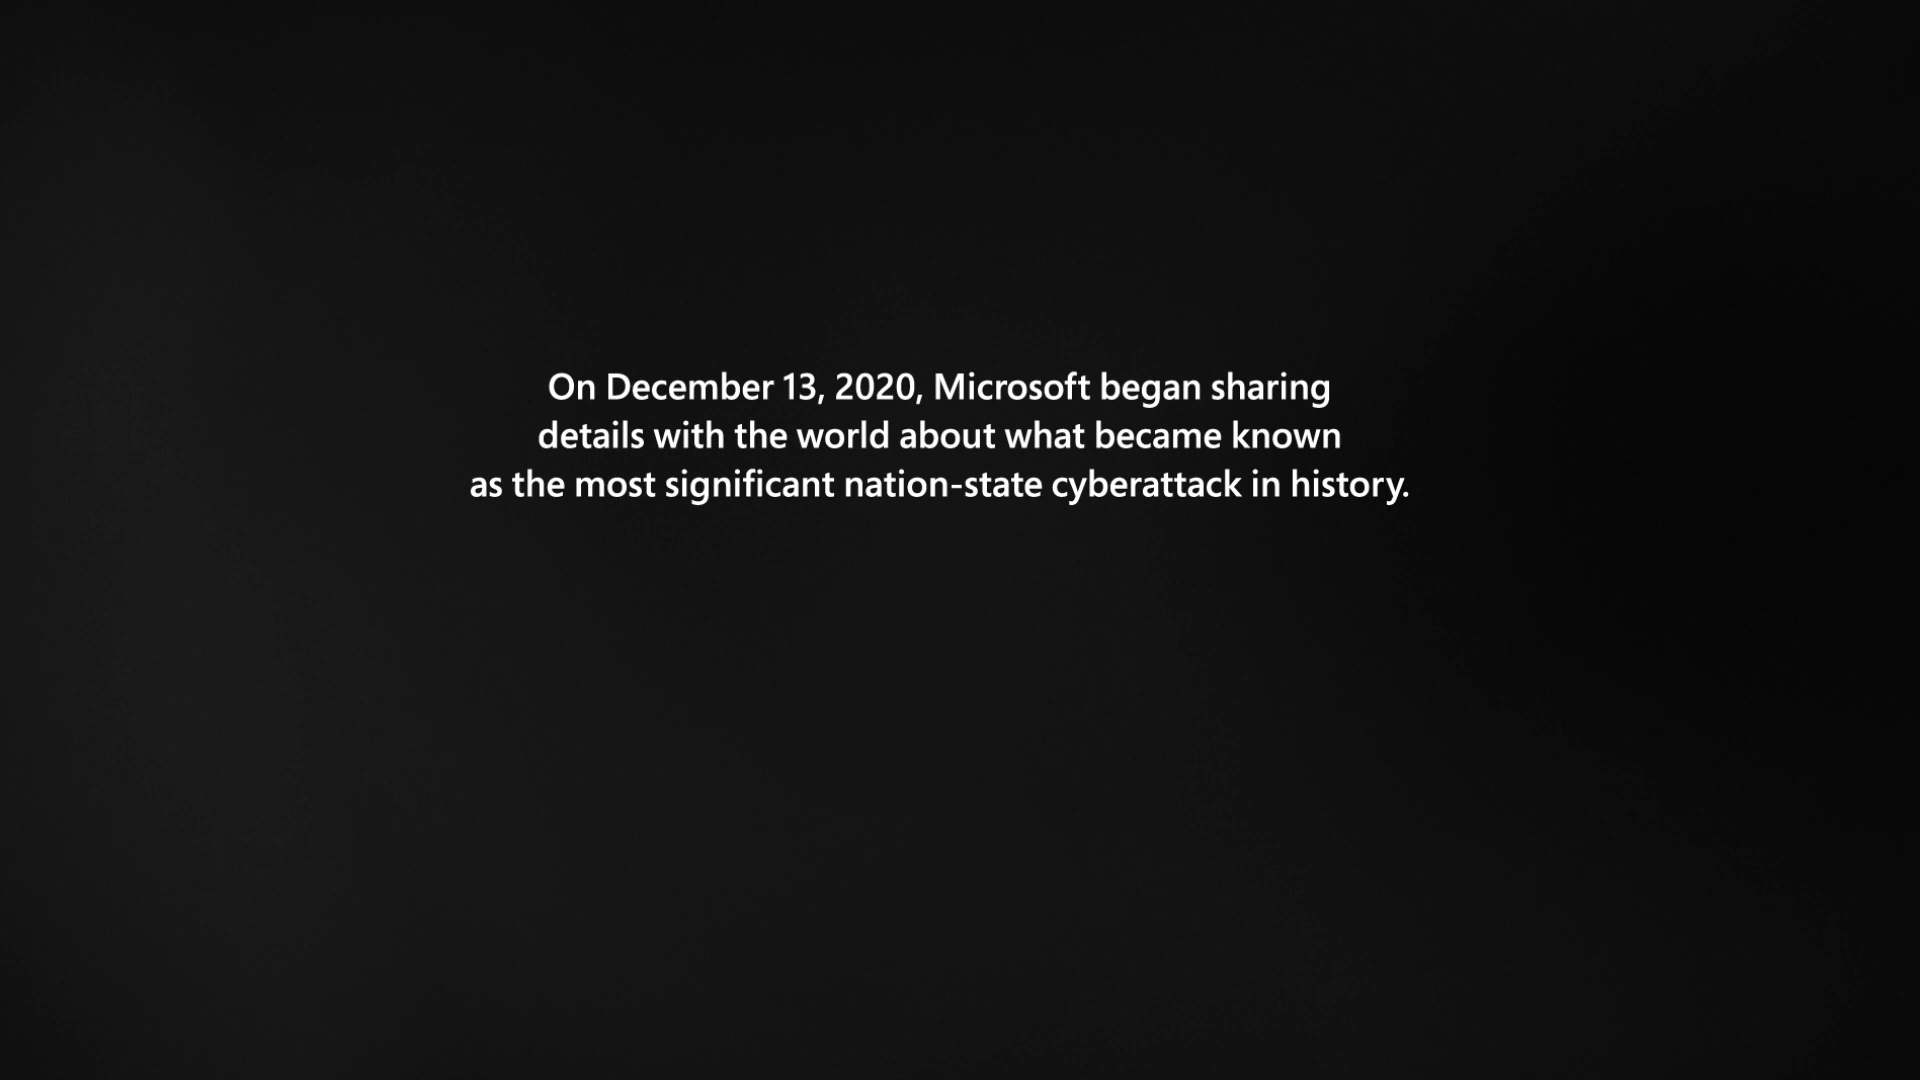 On December 13, 2020, Microsoft began sharing
details with the world about what became known
as the most significant nation-state cyberattack in history.